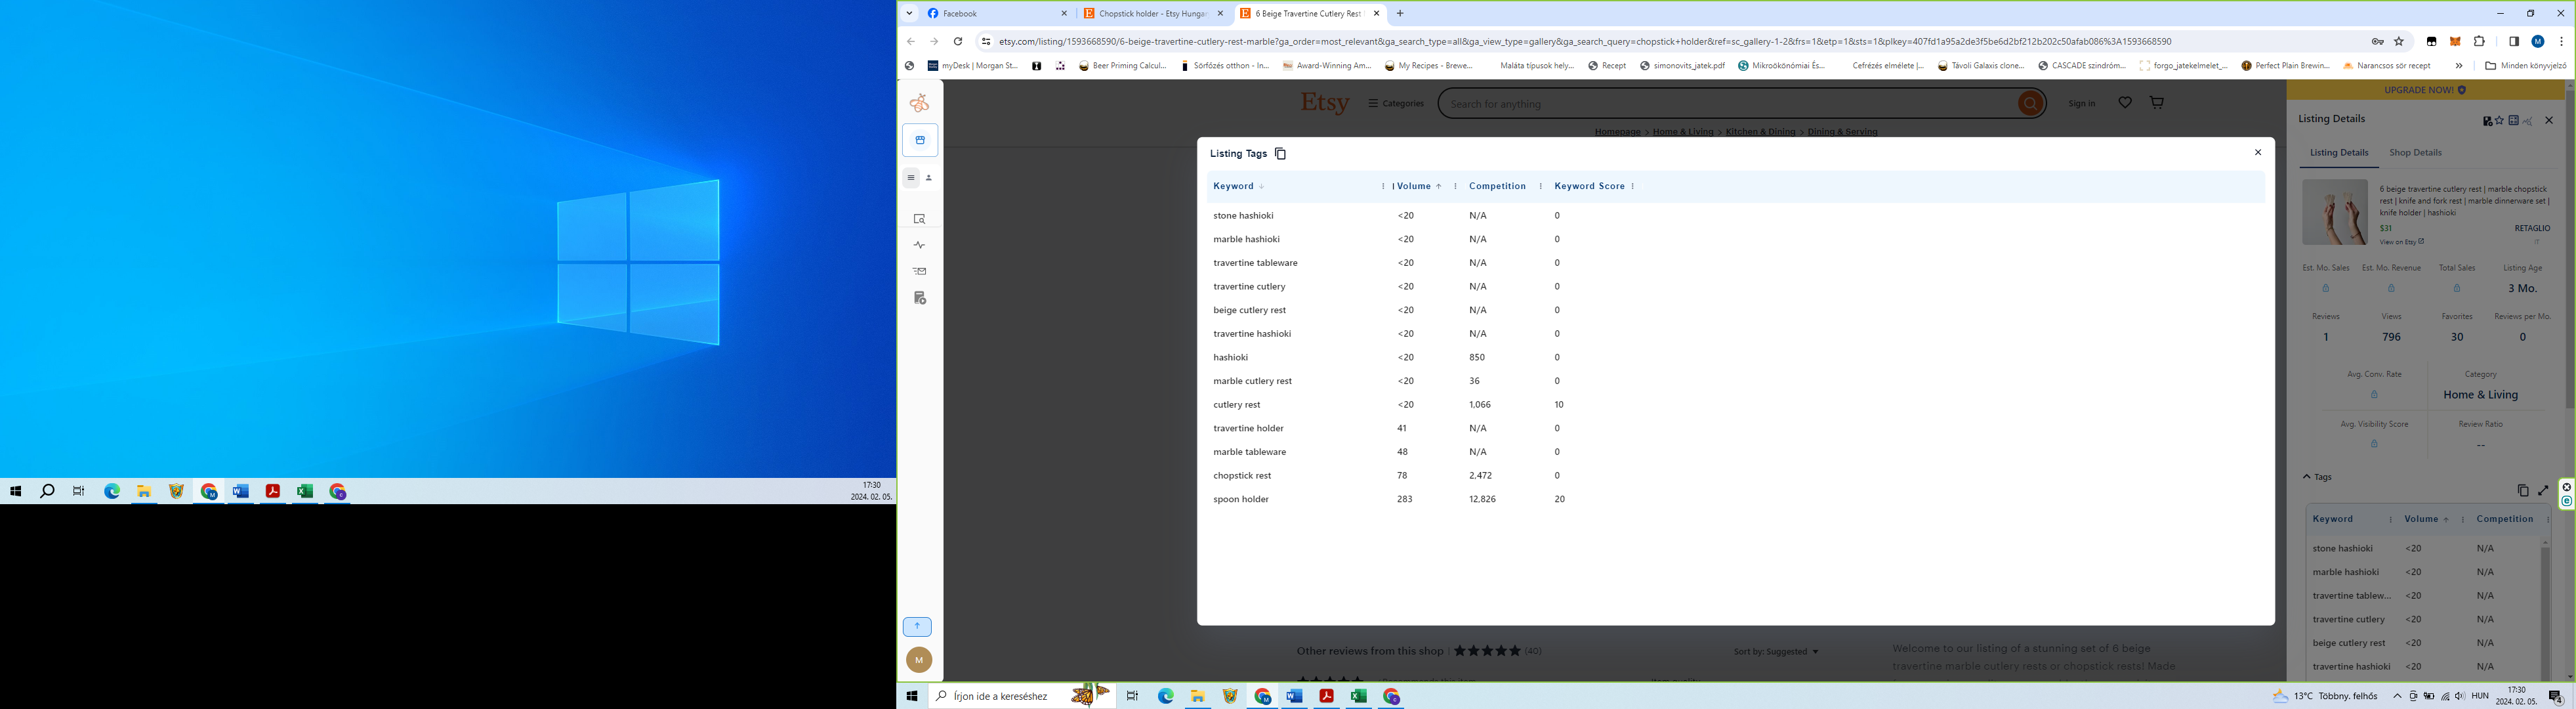 Facebook
Chopstick holder - Etsy Hungar
6 Beige Travertine Cutlery Rest
etsy.com/listing/1593668590/6-beige-travertine-cutlery-rest-marble?ga_order=most_relevant&ga_search_type=all&ga_view_type=gallery&ga_search_query=chopstick+holder&ref=sc_gallery-1-2&frs=1&etp=1&sts=1&plkey=407fd1a95a2de3f5be6d2bf212b202c50afab086%3A1593668590
M
myDesk | Morgan St...
Beer Priming Calcul...
Sörfőzés otthon - In...
Award-Winning Am...
My Recipes - Brewe...
Maláta típusok hely...
Recept
simonovits_jatek.pdf
Mikroökönómiai És...
Cefrézés elmélete |...
Távoli Galaxis clone...
CASCADE szindróm...
forgo_jatekelmelet_...
Perfect Plain Brewin...
Narancsos sör recept
»
Minden könyvjelző
Etsy
Categories
Search for anything
Sign in
Homepage > Home & Living > Kitchen & Dining > Dining & Serving
Listing Tags
Keyword Volume Competition Keyword Score
stone hashioki <20 N/A 0
marble hashioki <20 N/A 0
travertine tableware <20 N/A 0
travertine cutlery <20 N/A 0
beige cutlery rest <20 N/A 0
travertine hashioki <20 N/A 0
hashioki <20 850 0
marble cutlery rest <20 36 0
cutlery rest <20 1,066 10
travertine holder 41 N/A 0
marble tableware 48 N/A 0
chopstick rest 78 2,472 0
spoon holder 283 12,826 20
Other reviews from this shop | (40)
Sort by: Suggested
Welcome to our listing of a stunning set of 6 beige
travertine marble cutlery rests or chopstick rests! Made
M
UPGRADE NOW!
Listing Details
Listing Details Shop Details
6 beige travertine cutlery rest | marble chopstick
rest | knife and fork rest | marble dinnerware set |
knife holder | hashioki
$31 RETAGLIO
View on Etsy IT
Est. Mo. Sales Est. Mo. Revenue Total Sales Listing Age
3 Mo.
Reviews Views Favorites Reviews per Mo.
1 796 30 0
Avg. Conv. Rate Category
Home & Living
Avg. Visibility Score Review Ratio
--
Tags
Keyword Volume Competition
stone hashioki <20 N/A
marble hashioki <20 N/A
travertine tablew... <20 N/A
travertine cutlery <20 N/A
beige cutlery rest <20 N/A
travertine hashioki <20 N/A
17:30
2024. 02. 05.
Írjon ide a kereséshez
13°C Többny. felhős
HUN
17:30
2024. 02. 05.
4